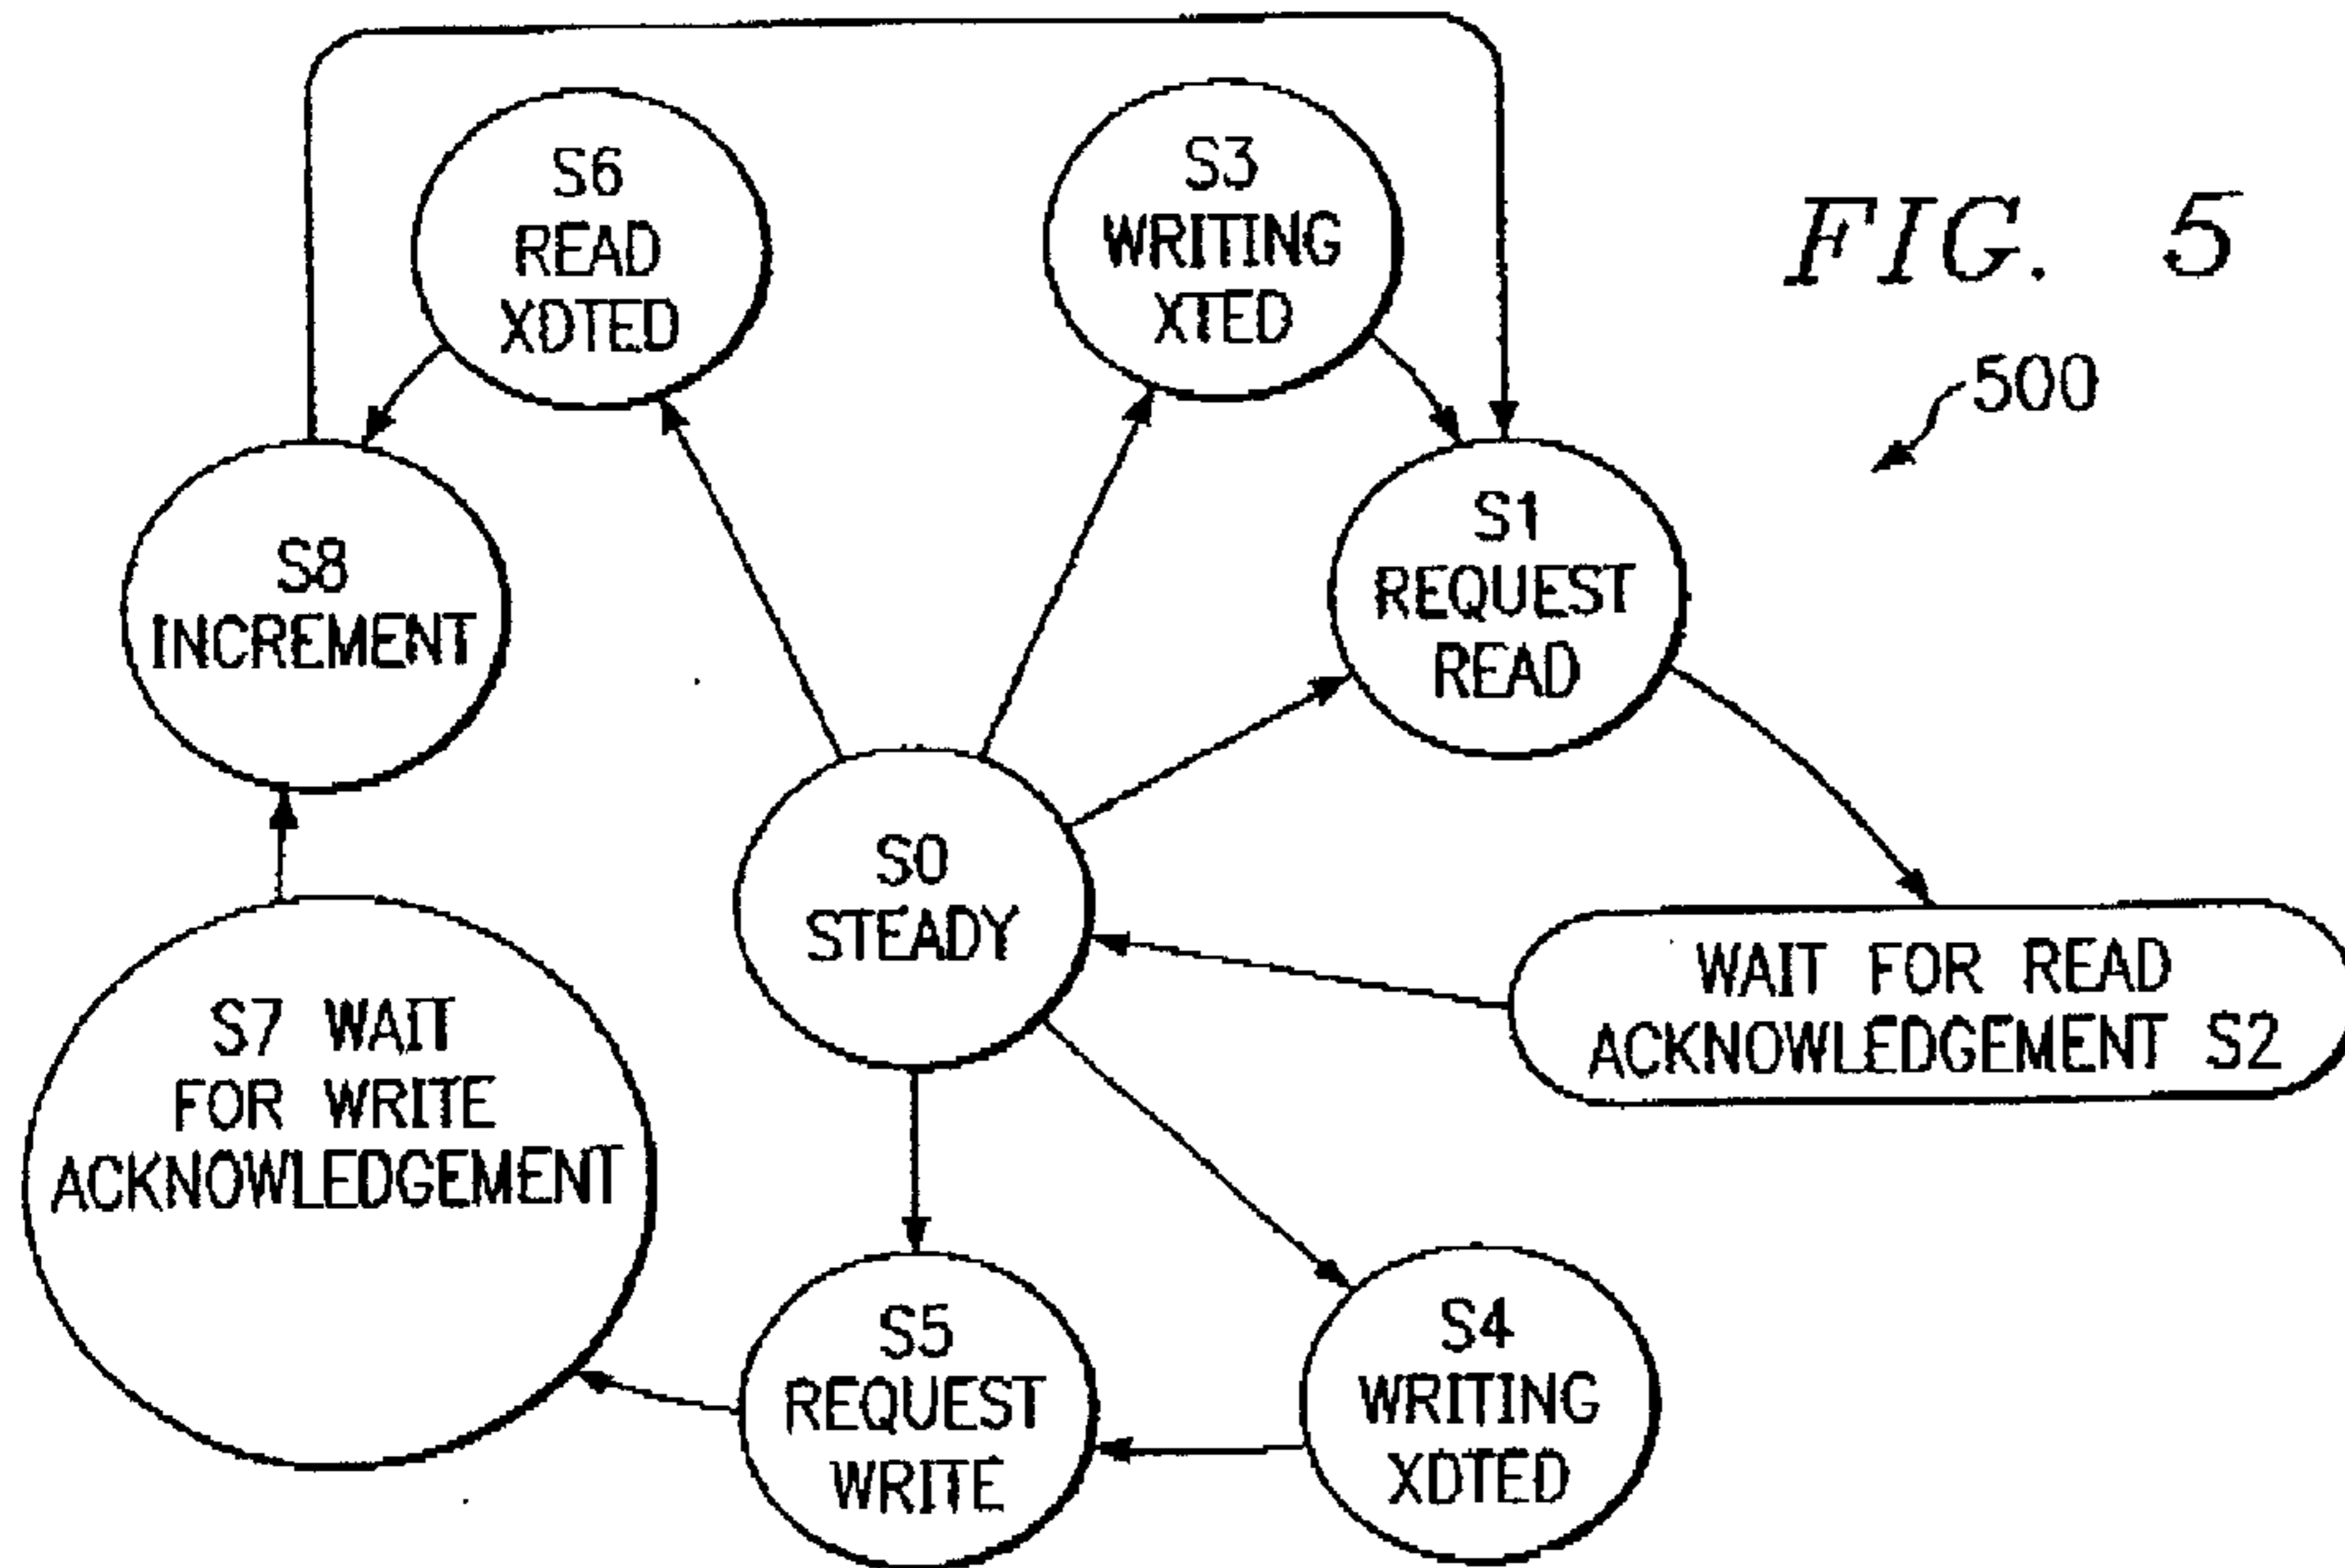 FIG. 5
500
S6
READ
XDTED
S3
WRITING
XTED
S1
REQUEST
READ
S8
INCREMENT
S0
STEADY
WAIT FOR READ
ACKNOWLEDGEMENT S2
S7 WAIT
FOR WRITE
ACKNOWLEDGEMENT
S5
REQUEST
WRITE
S4
WRITING
XDTED